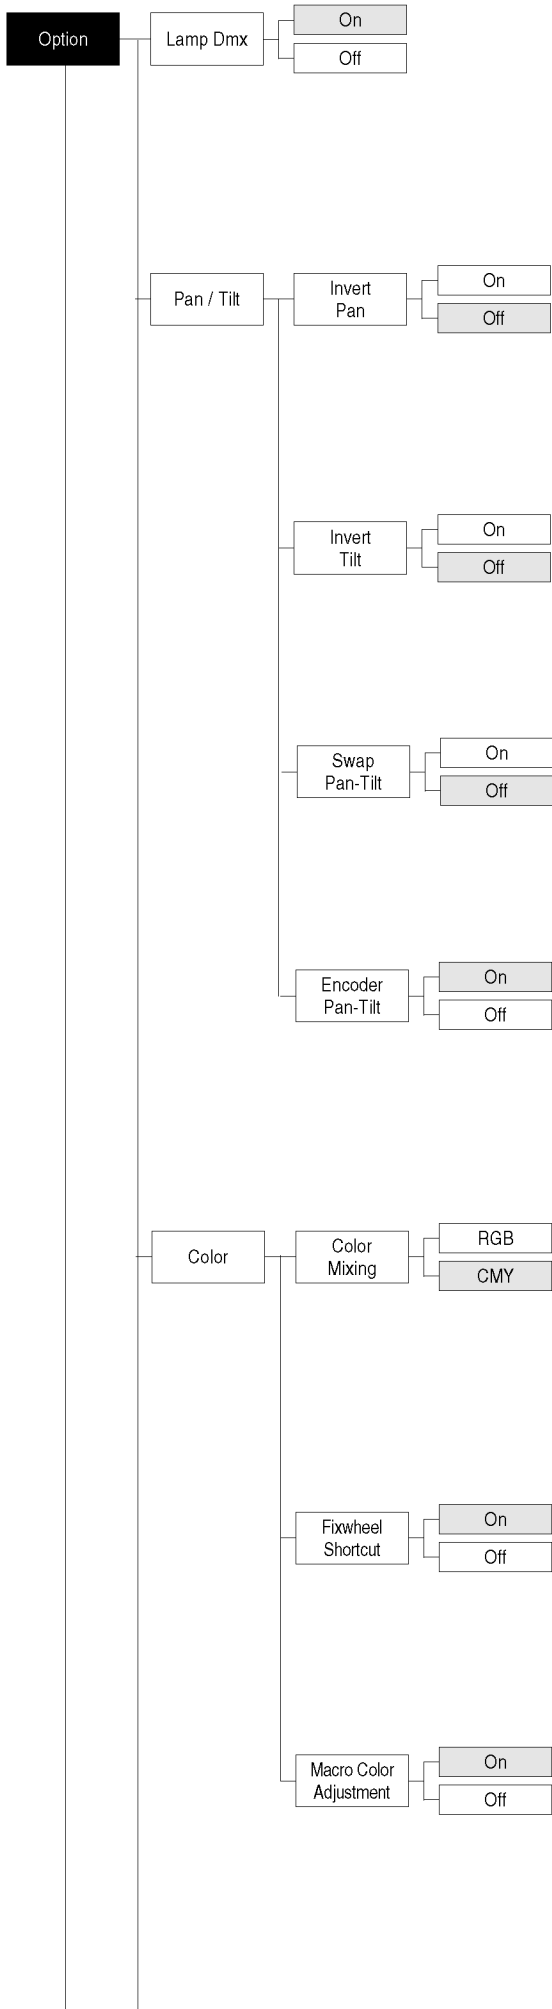 Option
Lamp Dmx
On
Off
Pan / Tilt
Invert
Pan
On
Off
Invert
Tilt
On
Off
Swap
Pan-Tilt
On
Off
Encoder
Pan-Tilt
On
Off
Color
Color
Mixing
RGB
CMY
Fixwheel
Shortcut
On
Off
Macro Color
Adjustment
On
Off